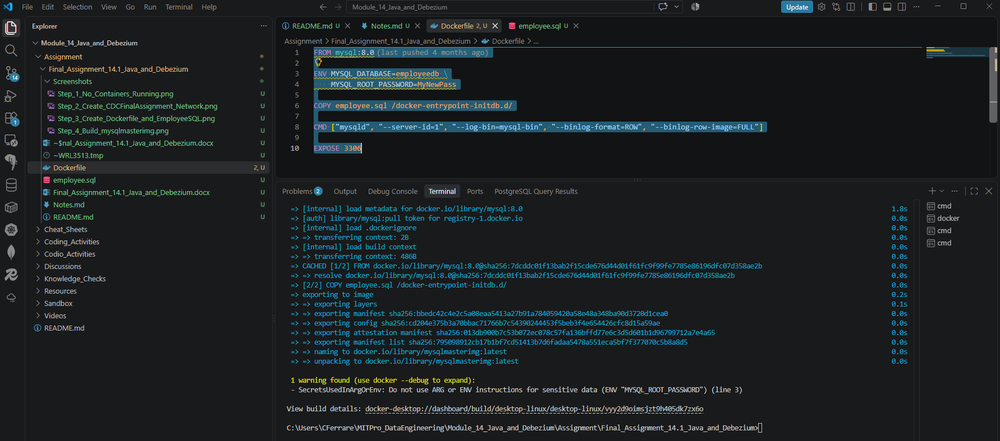 File Edit Selection View Go Run Terminal Help
Module_14_Java_and_Debezium
Update
Explorer
Module_14_Java_and_Debezium
Assignment
Final_Assignment_14.1_Java_and_Debezium
Screenshots
Step_1_No_Containers_Running.png U
Step_2_Create_CDCFinalAssignment_Network.png U
Step_3_Create_Dockerfile_and_EmployeeSQL.png U
Step_4_Build_mysqlmasterimg.png U
~$nal_Assignment_14.1_Java_and_Debezium.docx U
~WRL3513.tmp U
Dockerfile 2, U
employee.sql U
Final_Assignment_14.1_Java_and_Debezium.docx U
Notes.md U
README.md U
Cheat_Sheets
Coding_Activities
Codio_Activities
Discussions
Knowledge_Checks
Resources
Sandbox
Videos
README.md
14
1
README.md U Notes.md U Dockerfile 2, U employee.sql U
Assignment > Final_Assignment_14.1_Java_and_Debezium > Dockerfile > ...
1 FROM mysql:8.0 (last pushed 4 months ago)
2
3 ENV MYSQL_DATABASE=employeedb \
4 MYSQL_ROOT_PASSWORD=MyNewPass
5
6 COPY employee.sql /docker-entrypoint-initdb.d/
7
8 CMD ["mysqld", "--server-id=1", "--log-bin=mysql-bin", "--binlog-format=ROW", "--binlog-row-image=FULL"]
9
10 EXPOSE 3306
Problems 2 Output Debug Console Terminal Ports PostgreSQL Query Results
=> [internal] load metadata for docker.io/library/mysql:8.0 1.8s
=> [auth] library/mysql:pull token for registry-1.docker.io 0.0s
=> [internal] load .dockerignore 0.0s
=> => transferring context: 2B 0.0s
=> [internal] load build context 0.0s
=> => transferring context: 486B 0.0s
=> CACHED [1/2] FROM docker.io/library/mysql:8.0@sha256:7dcddc01f13bab2f15cde676d44d01f61fc9f99fe7785e86196dfc07d358ae2b 0.0s
=> => resolve docker.io/library/mysql:8.0@sha256:7dcddc01f13bab2f15cde676d44d01f61fc9f99fe7785e86196dfc07d358ae2b 0.0s
=> [2/2] COPY employee.sql /docker-entrypoint-initdb.d/ 0.0s
=> exporting to image 0.2s
=> => exporting layers 0.1s
=> => exporting manifest sha256:bbedc42c4e2c5a08eaa5413a27b91a784059420a58e48a348ba90d3720d1cea0 0.0s
=> => exporting config sha256:cd204e375b3a70bbac71766b7c54390244453f5beb3f4e654426cfc8d15a59ae 0.0s
=> => exporting attestation manifest sha256:013db900b7c53b072ec078c57fa136bffd77e6c3d5d601b1d96799712a7e4a65 0.0s
=> => exporting manifest list sha256:795098912cb17b1bf7cd51413b7d6fadaa5478a551eca5bf7f377070c5b8a8d5 0.0s
=> => naming to docker.io/library/mysqlmasterimg:latest 0.0s
=> => unpacking to docker.io/library/mysqlmasterimg:latest 0.0s
1 warning found (use docker --debug to expand):
- SecretsUsedInArgOrEnv: Do not use ARG or ENV instructions for sensitive data (ENV "MYSQL_ROOT_PASSWORD") (line 3)
View build details: docker-desktop://dashboard/build/desktop-linux/desktop-linux/vyy2d9oimsjzt9h405dk7zx6o
C:\Users\CFerrare\MITPro_DataEngineering\Module_14_Java_and_Debezium\Assignment\Final_Assignment_14.1_Java_and_Debezium>
cmd
docker
cmd
cmd